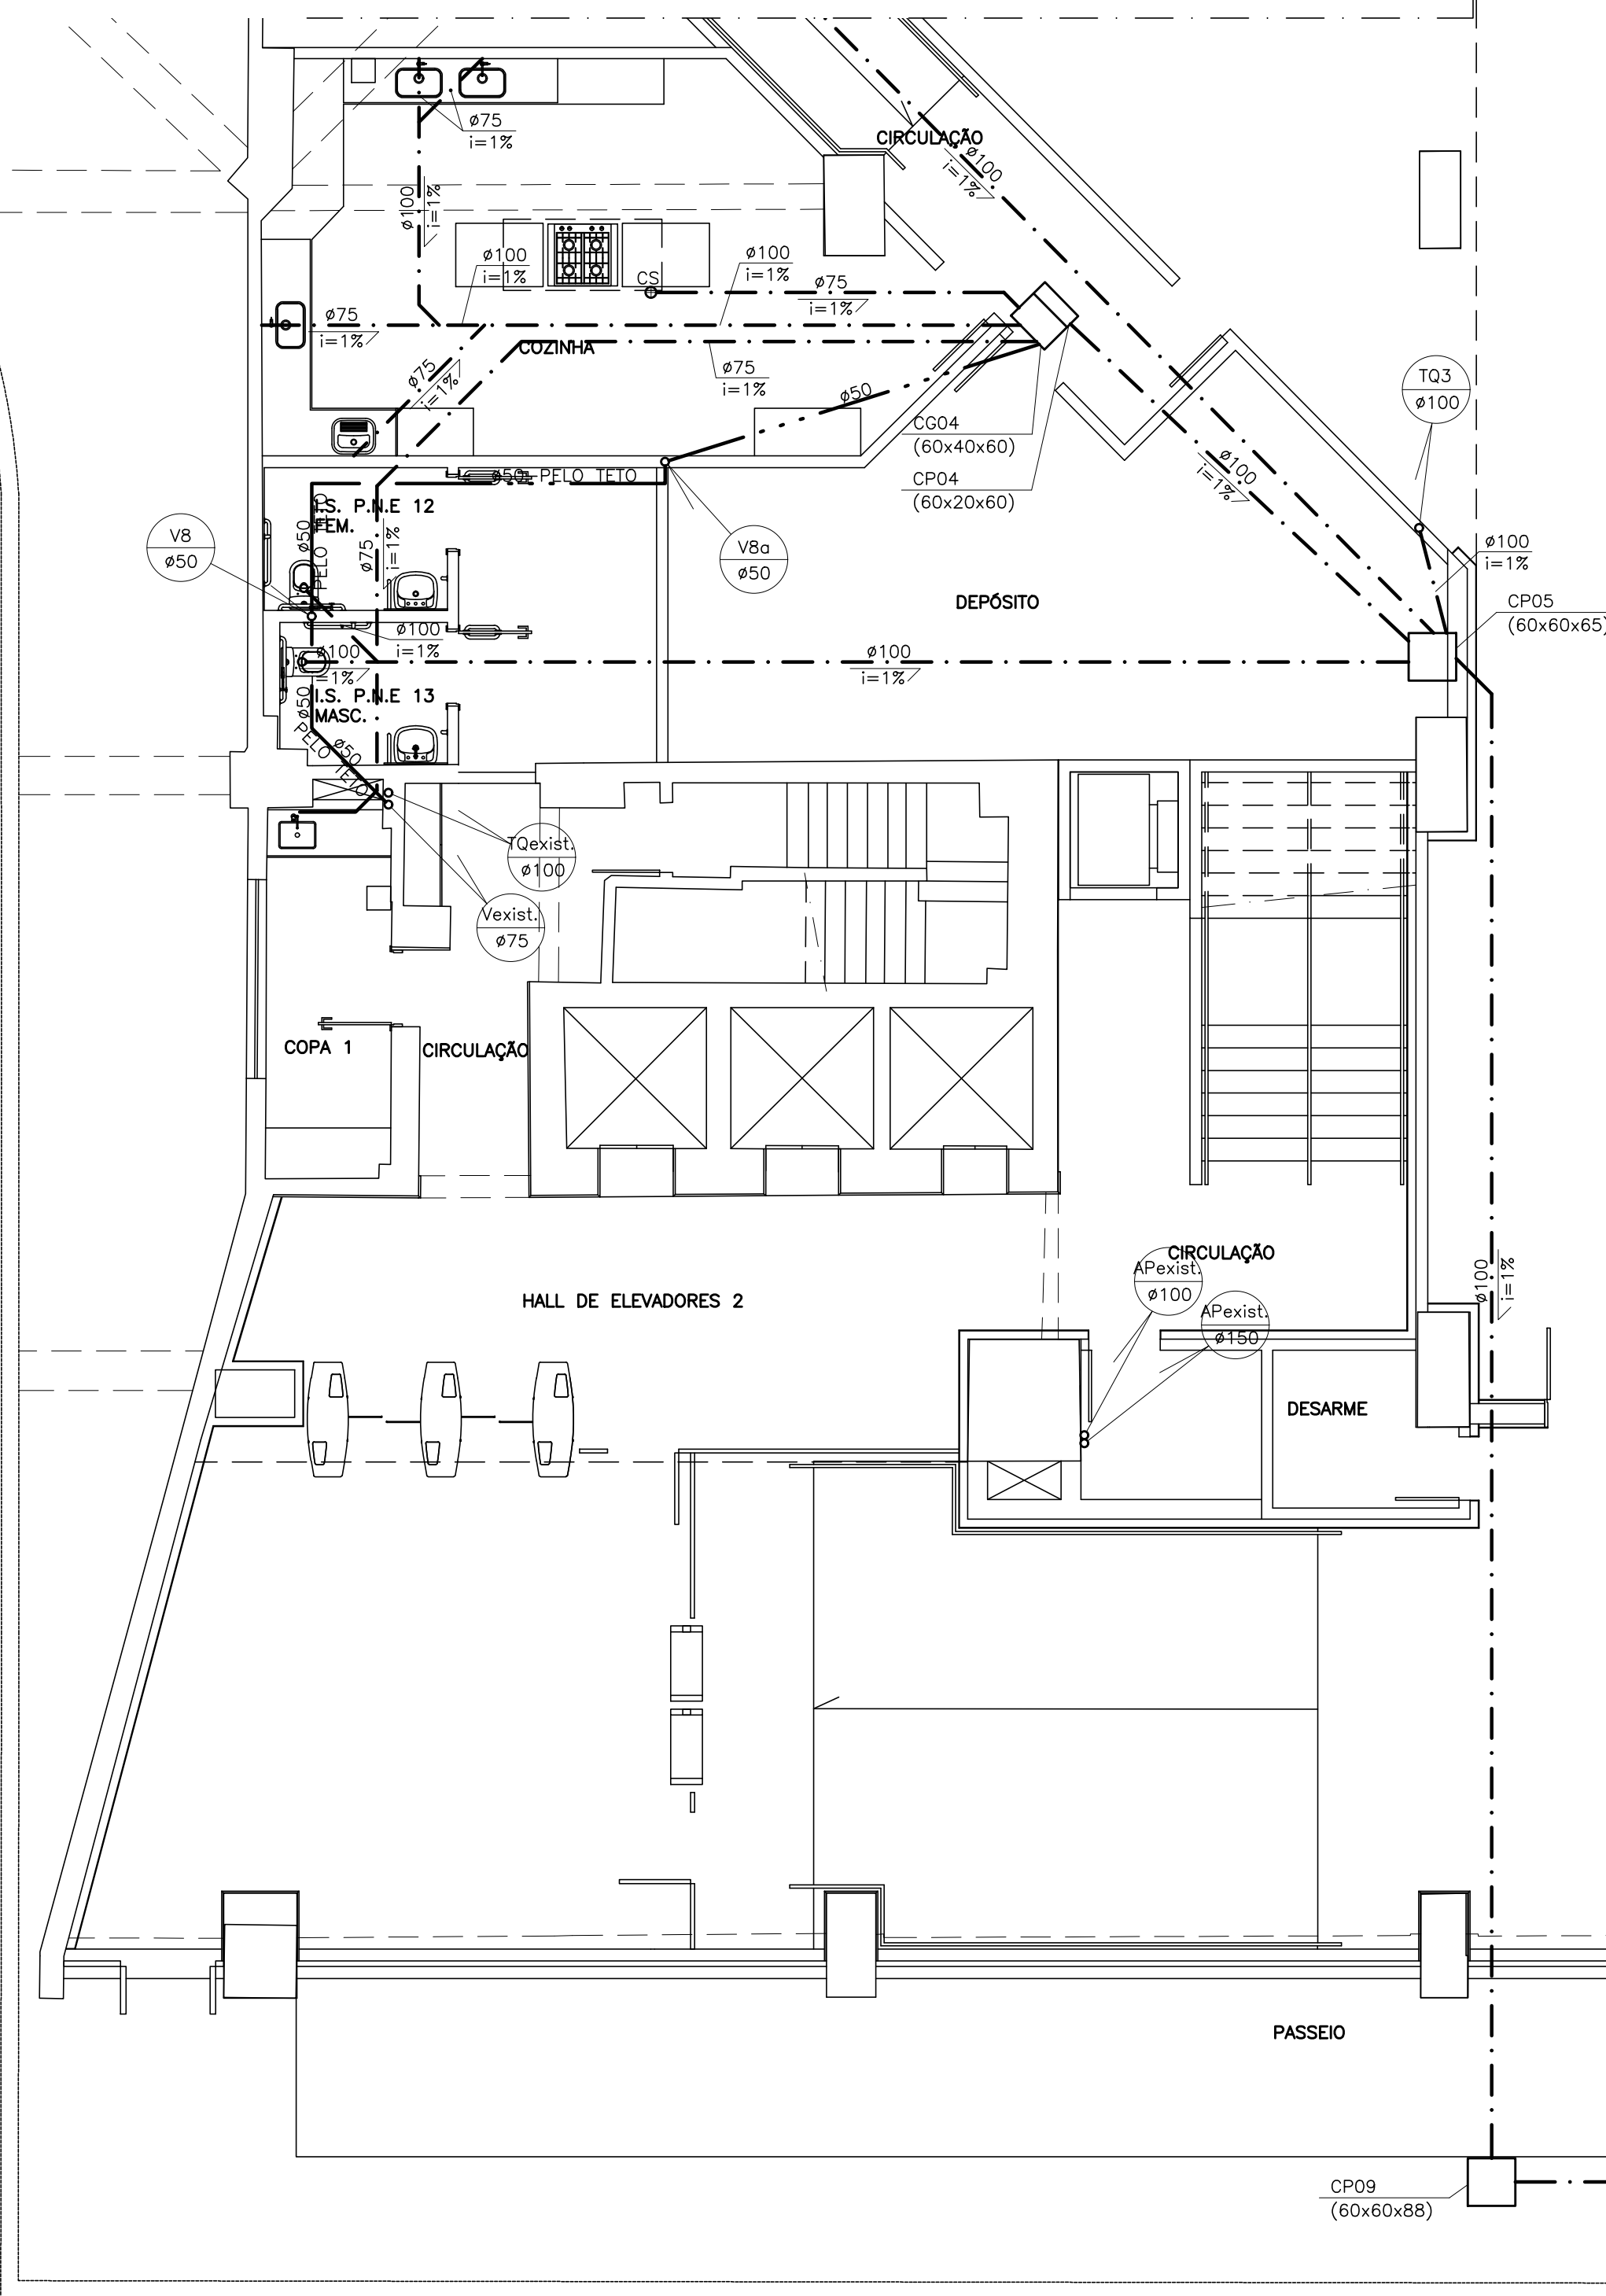 ø75
i=1%
CIRCULAÇÃO
ø100
i=1%
ø100
i=1%
ø100
i=1%
ø100
i=1%
CS
ø75
i=1%
ø75
i=1%
COZINHA
ø75
i=1%
ø75
i=1%
ø50
TQ3
ø100
CG04
(60x40x60)
CP04
(60x20x60)
ø100
i=1%
ø50 PELO TETO
I.S. P.N.E 12
FEM.
ø50
PELO TETO
ø75
i=1%
V8
ø50
V8a
ø50
ø100
i=1%
DEPÓSITO
CP05
(60x60x65)
ø100
i=1%
ø100
i=1%
ø100
i=1%
I.S. P.N.E 13
MASC.
ø50
PELO TETO
ø50
TQexist.
ø100
Vexist.
ø75
COPA 1
CIRCULAÇÃO
CIRCULAÇÃO
APexist.
ø100
APexist.
ø150
ø100
i=1%
HALL DE ELEVADORES 2
DESARME
PASSEIO
CP09
(60x60x88)